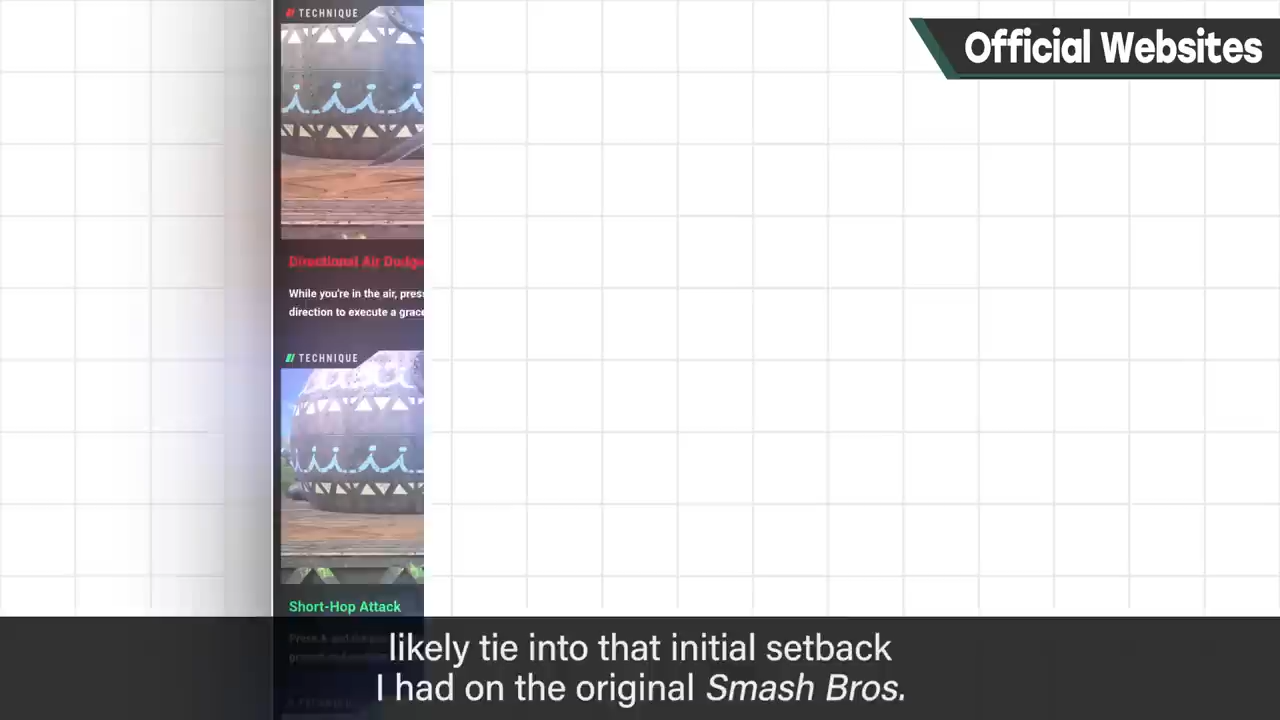 Official Websites
TECHNIQUE
Directional Air Dodge
While you're in the air, press
direction to execute a grace
TECHNIQUE
Short-Hop Attack
likely tie into that initial setback
I had on the original Smash Bros.